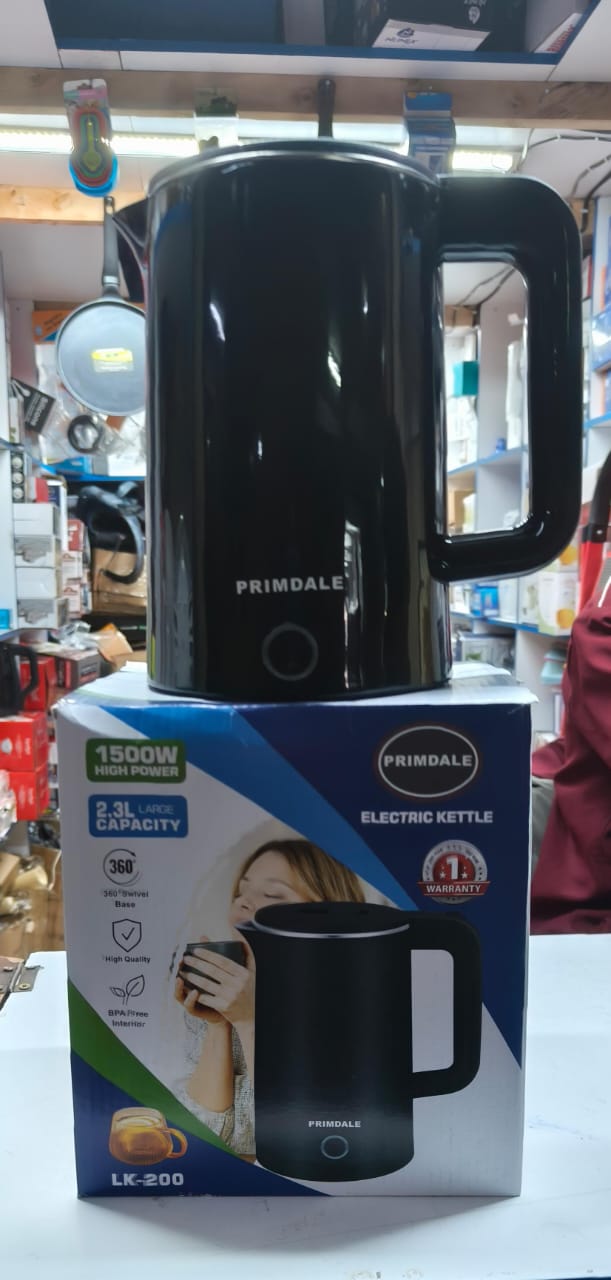 PRIMDALE
1500W
HIGH POWER
PRIMDALE
2.3L LARGE
CAPACITY
ELECTRIC KETTLE
360°
360° Swivel
Base
1
WARRANTY
High Quality
BPA Free
Interior
PRIMDALE
LK-200